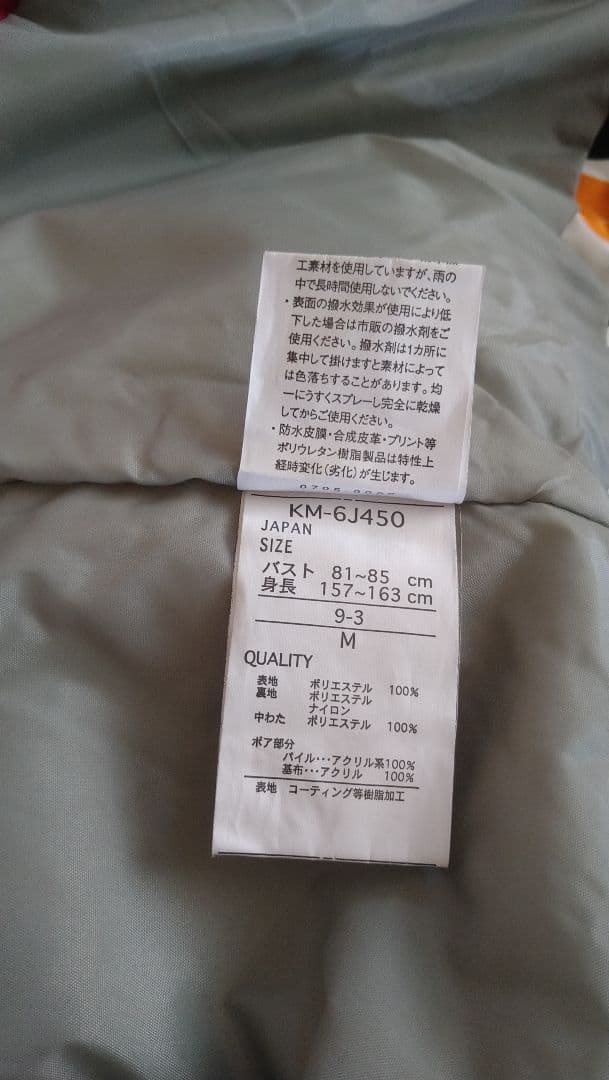 工素材を使用していますが、雨の
中で長時間使用しないでください。
・表面の撥水効果が使用により低
下した場合は市販の撥水剤をご
使用ください。撥水剤は1カ所に
集中して掛けますと素材によって
は色落ちすることがあります。均
一にうすくスプレーし完全に乾燥
してからご使用ください。
・防水皮膜・合成皮革・プリント等
ポリウレタン樹脂製品は特性上
経時変化(劣化)が生じます。
KM-6J450
JAPAN
SIZE
バスト 81~85 cm
身長 157~163 cm
9-3
M
QUALITY
表地 ポリエステル 100%
裏地 ポリエステル
ナイロン
中わた ポリエステル 100%
ボア部分
パイル・・・アクリル系100%
基布・・・アクリル 100%
表地 コーティング等樹脂加工